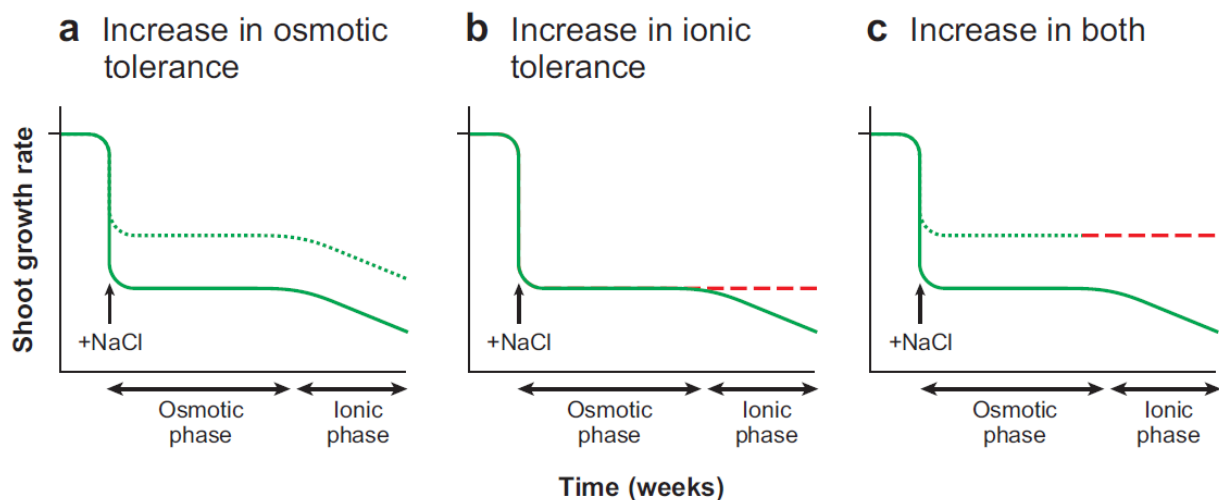 a Increase in osmotic
tolerance
b Increase in ionic
tolerance
c Increase in both
Shoot growth rate
+NaCl
+NaCl
+NaCl
Osmotic
phase
Ionic
phase
Osmotic
phase
Ionic
phase
Osmotic
phase
Ionic
phase
Time (weeks)